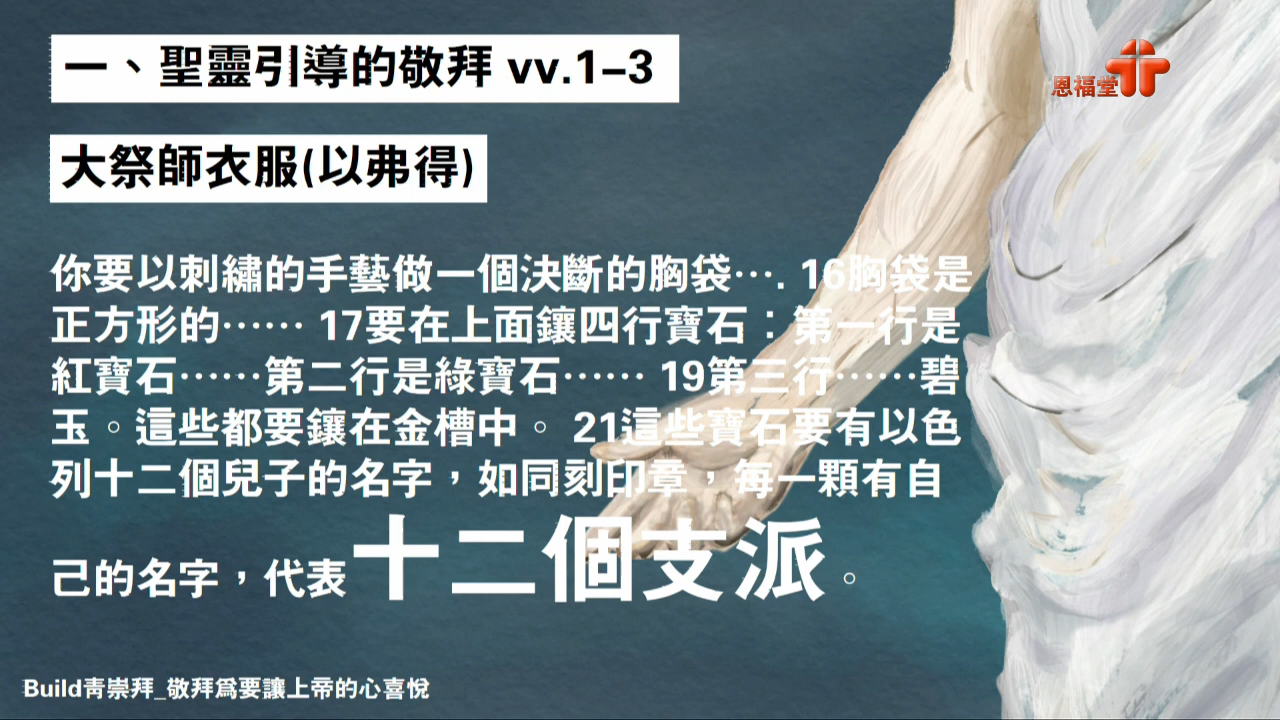 一、聖靈引導的敬拜 vv.1-3
恩福堂
大祭師衣服(以弗得)
你要以刺繡的手藝做一個決斷的胸袋…. 16胸袋是
正方形的…… 17要在上面鑲四行寶石：第一行是
紅寶石……第二行是綠寶石…… 19第三行……碧
玉。這些都要鑲在金槽中。 21這些寶石要有以色
列十二個兒子的名字，如同刻印章，每一顆有自
己的名字，代表十二個支派。
Build青崇拜_敬拜為要讓上帝的心喜悅